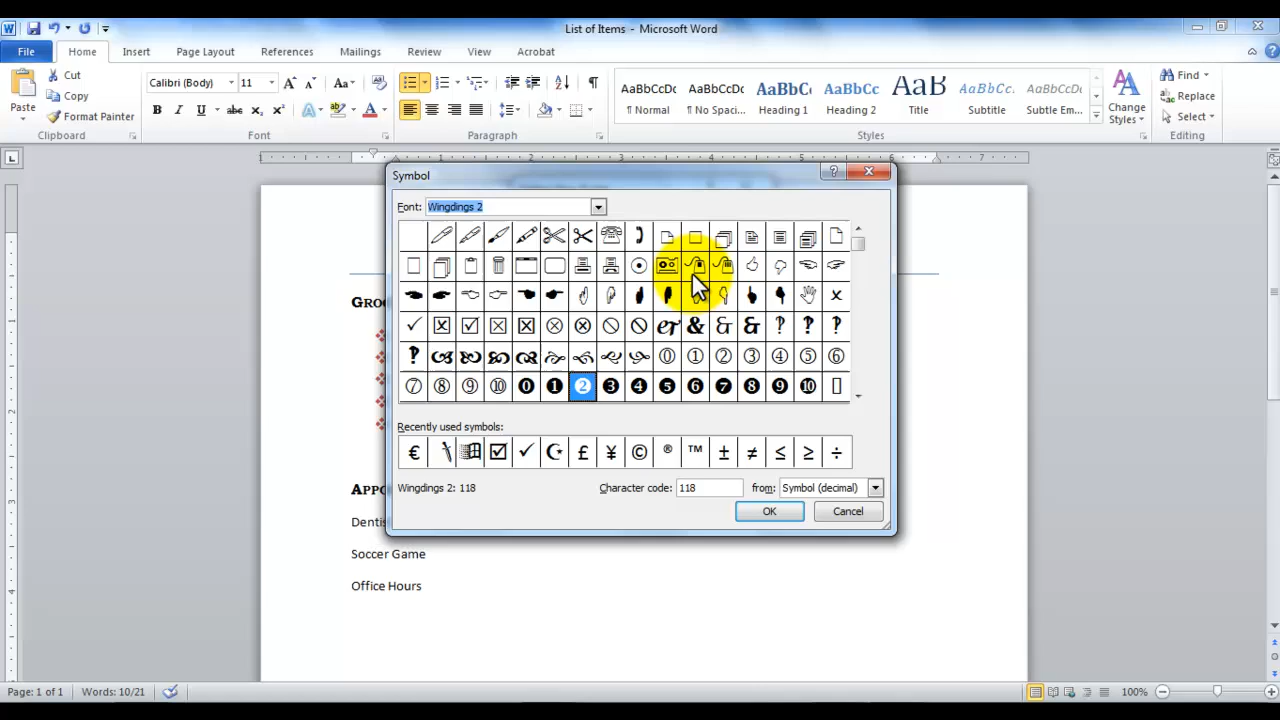 List of Items - Microsoft Word
File Home Insert Page Layout References Mailings Review View Acrobat
Paste
Cut
Copy
Format Painter
Clipboard
Calibri (Body) 11
Font
Paragraph
AaBbCcDc AaBbCcDc AaBbC AaBbCc AaB AaBbCc. AaBbCcDc
¶ Normal ¶ No Spaci... Heading 1 Heading 2 Title Subtitle Subtle Em...
Change
Styles
Styles
Find
Replace
Select
Editing
Symbol
Font: Wingdings 2
Recently used symbols:
€ ✓ £ ¥ © ® ™ ± ≠ ≤ ≥ ÷
Wingdings 2: 118 Character code: 118 from: Symbol (decimal)
OK Cancel
Soccer Game
Office Hours
Page: 1 of 1 Words: 10/21 100%